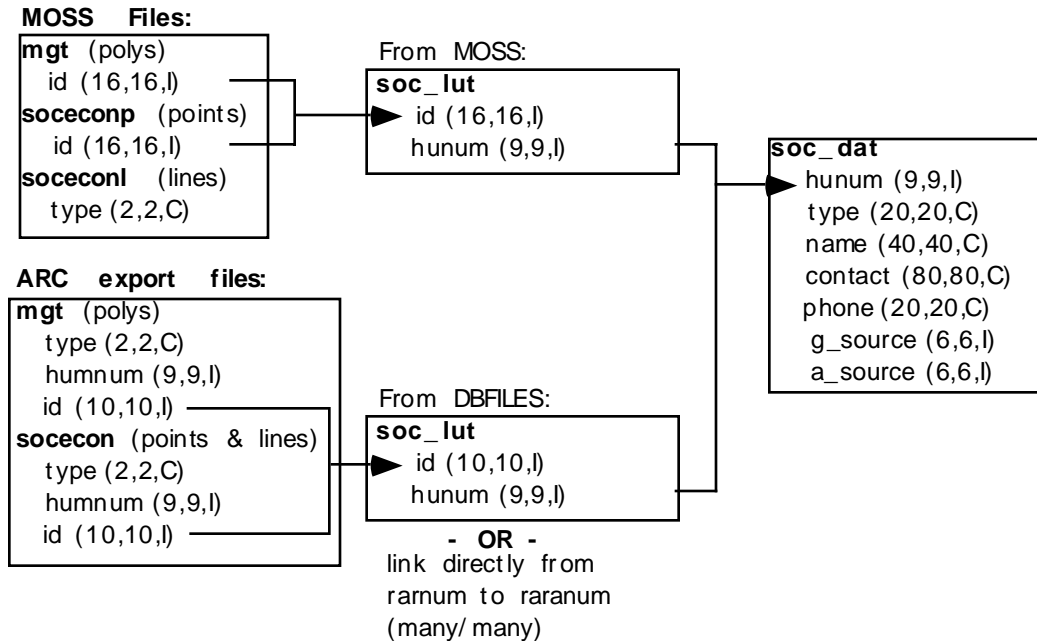 MOSS Files:
mgt (polys)
id (16,16,I)
soceconp (points)
id (16,16,I)
soceconl (lines)
type (2,2,C)
ARC export files:
mgt (polys)
type (2,2,C)
humnum (9,9,I)
id (10,10,I)
socecon (points & lines)
type (2,2,C)
humnum (9,9,I)
id (10,10,I)
From MOSS:
soc_lut
id (16,16,I)
hunum (9,9,I)
From DBFILES:
soc_lut
id (10,10,I)
hunum (9,9,I)
- OR -
link directly from
rarnum to raranum
(many/many)
soc_dat
hunum (9,9,I)
type (20,20,C)
name (40,40,C)
contact (80,80,C)
phone (20,20,C)
g_source (6,6,I)
a_source (6,6,I)